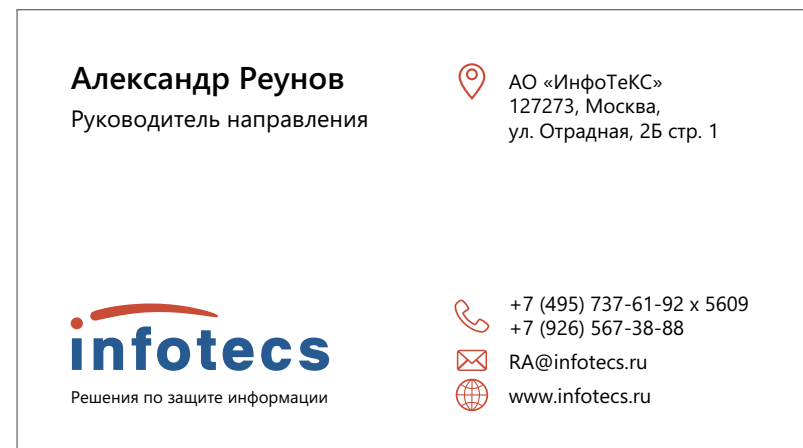 Александр Реунов
Руководитель направления
АО «ИнфоТеКС»
127273, Москва,
ул. Отрадная, 2Б стр. 1
infotecs
Решения по защите информации
+7 (495) 737-61-92 x 5609
+7 (926) 567-38-88
RA@infotecs.ru
www.infotecs.ru